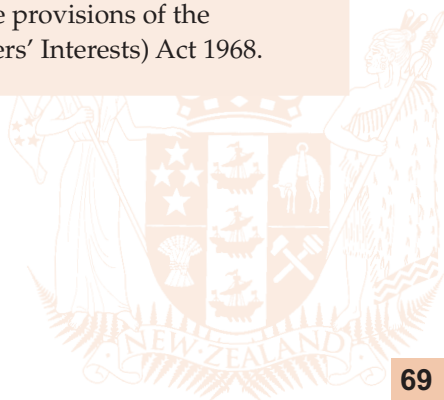 e provisions of the
ers’ Interests) Act 1968.
NEW·ZEALAND
69